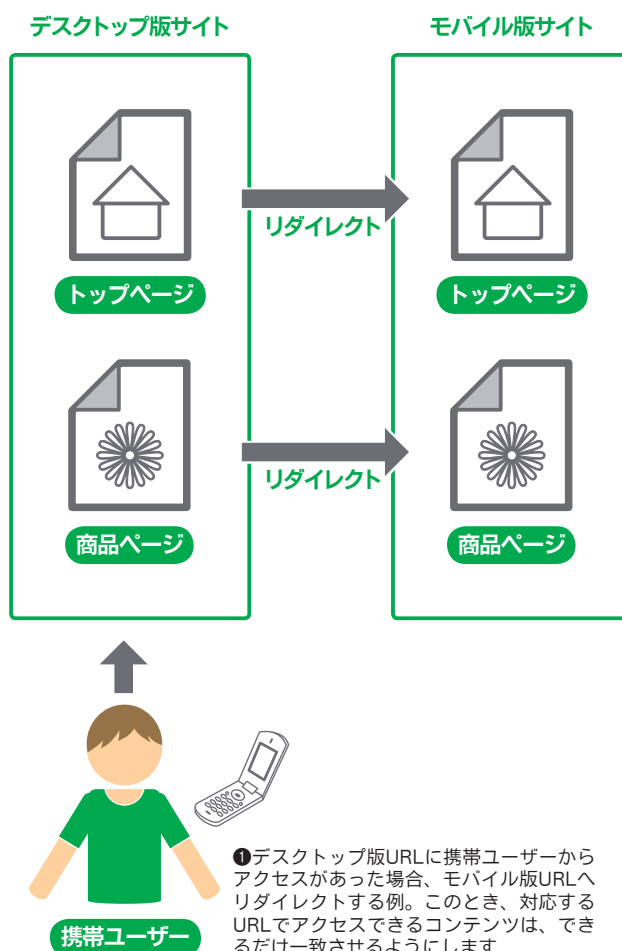 デスクトップ版サイト
モバイル版サイト
リダイレクト
トップページ
トップページ
リダイレクト
商品ページ
商品ページ
❶デスクトップ版URLに携帯ユーザーから
アクセスがあった場合、モバイル版URLへ
リダイレクトする例。このとき、対応する
URLでアクセスできるコンテンツは、でき
るだけ一致させるようにします
携帯ユーザー